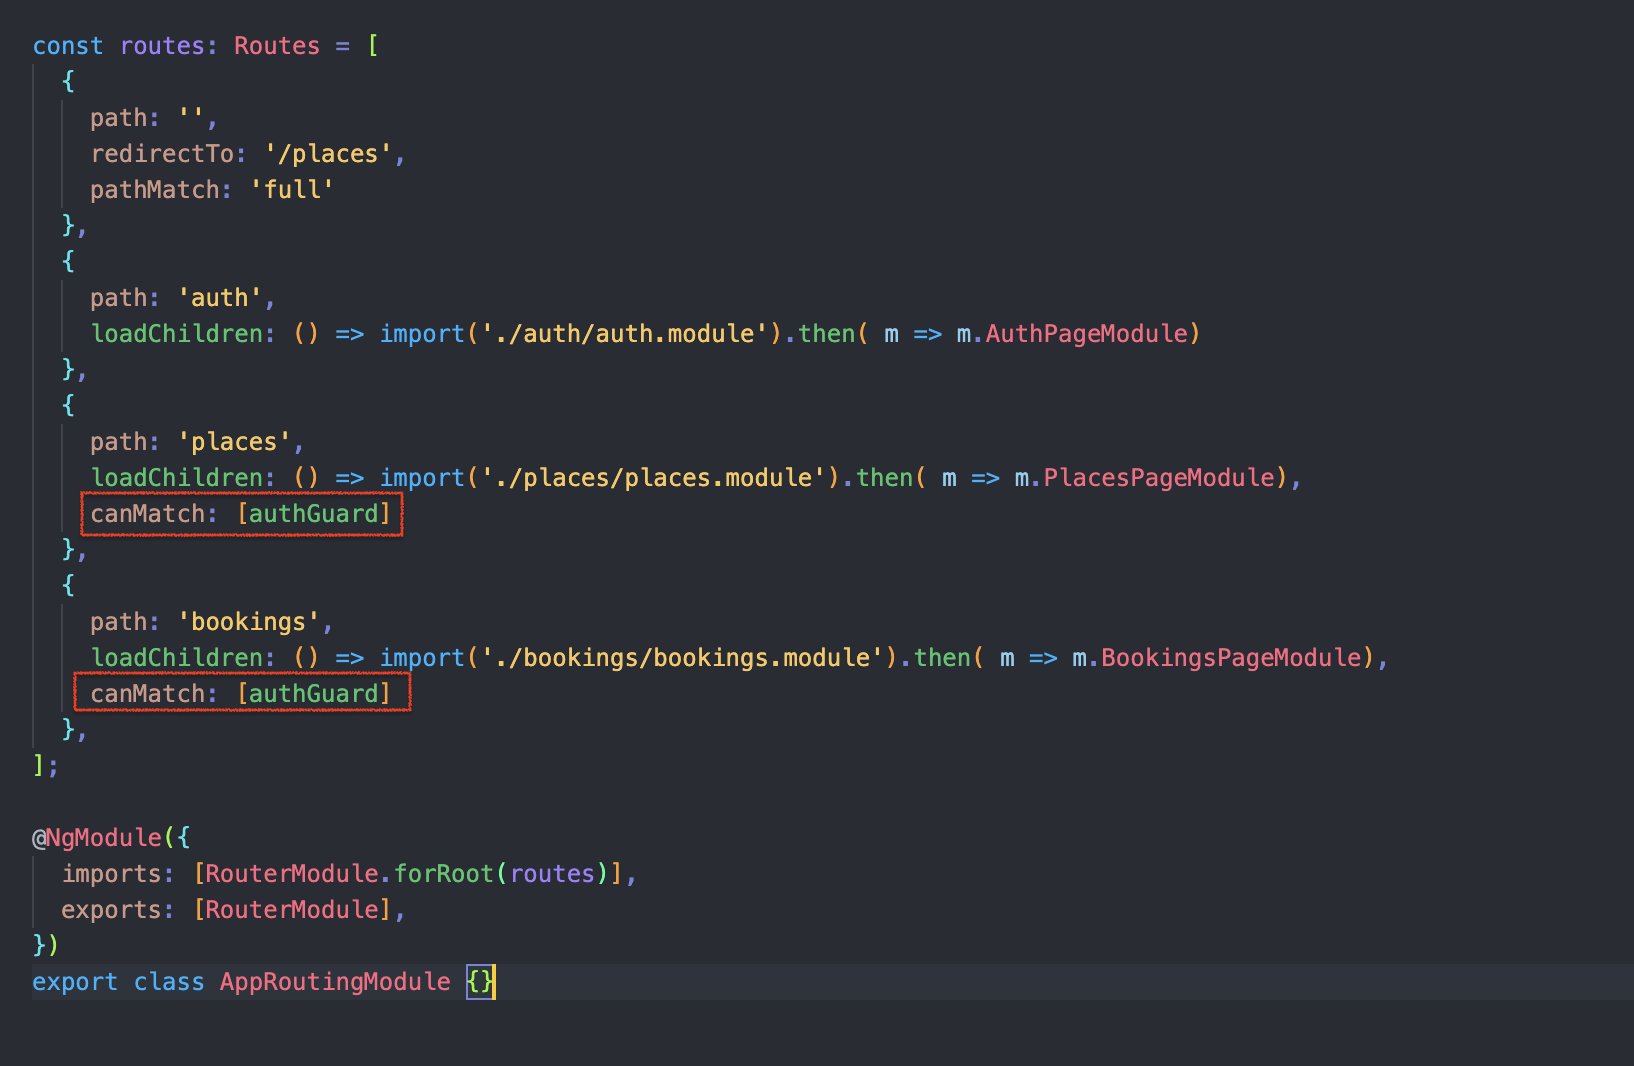 const routes: Routes = [
  {
    path: '',
    redirectTo: '/places',
    pathMatch: 'full'
  },
  {
    path: 'auth',
    loadChildren: () => import('./auth/auth.module').then( m => m.AuthPageModule)
  },
  {
    path: 'places',
    loadChildren: () => import('./places/places.module').then( m => m.PlacesPageModule),
    canMatch: [authGuard]
  },
  {
    path: 'bookings',
    loadChildren: () => import('./bookings/bookings.module').then( m => m.BookingsPageModule),
    canMatch: [authGuard]
  },
];

@NgModule({
  imports: [RouterModule.forRoot(routes)],
  exports: [RouterModule],
})
export class AppRoutingModule {}